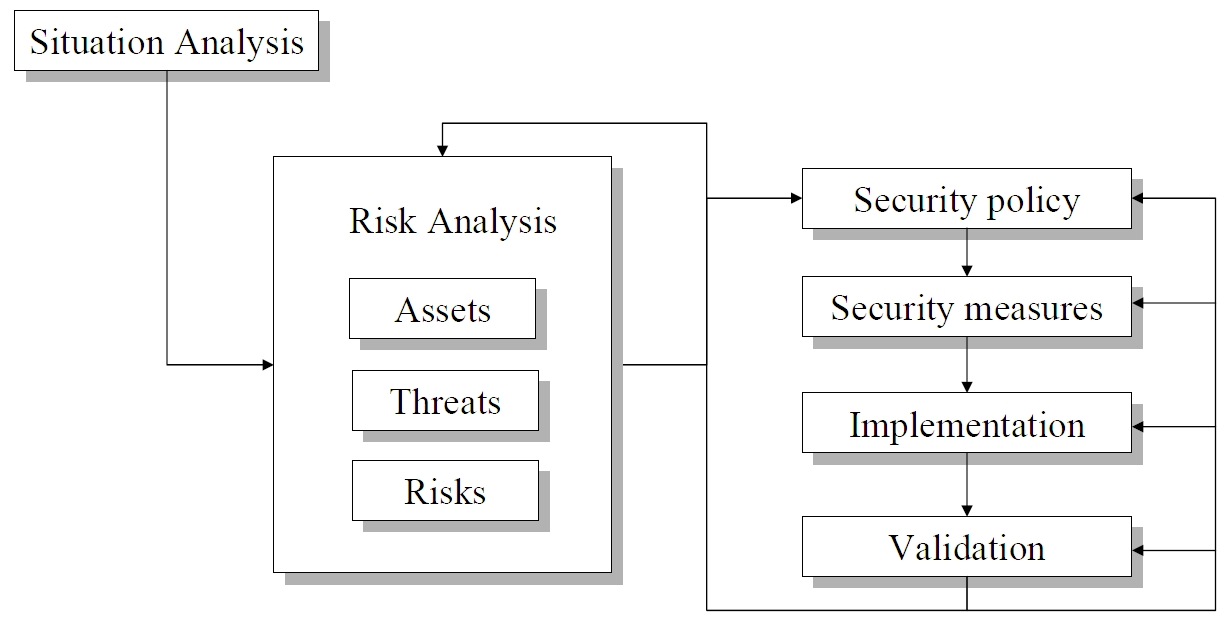 Situation Analysis
Risk Analysis
Assets
Threats
Risks
Security policy
Security measures
Implementation
Validation